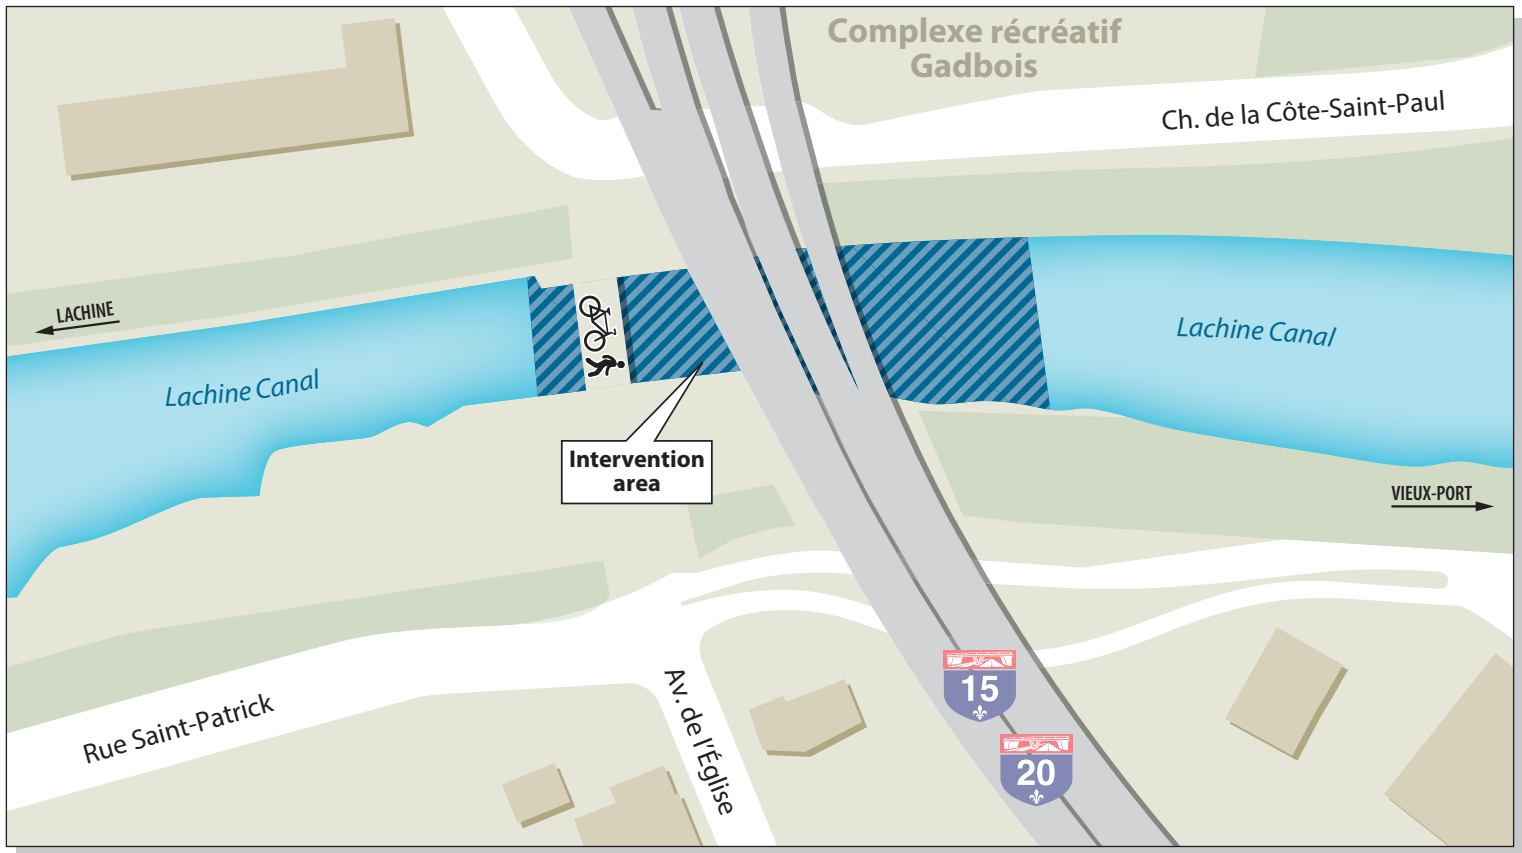 Complexe récréatif
Gadbois
Ch. de la Côte-Saint-Paul
LACHINE
Lachine Canal
Lachine Canal
Intervention
area
VIEUX-PORT
Rue Saint-Patrick
Av. de l'Église
15
20